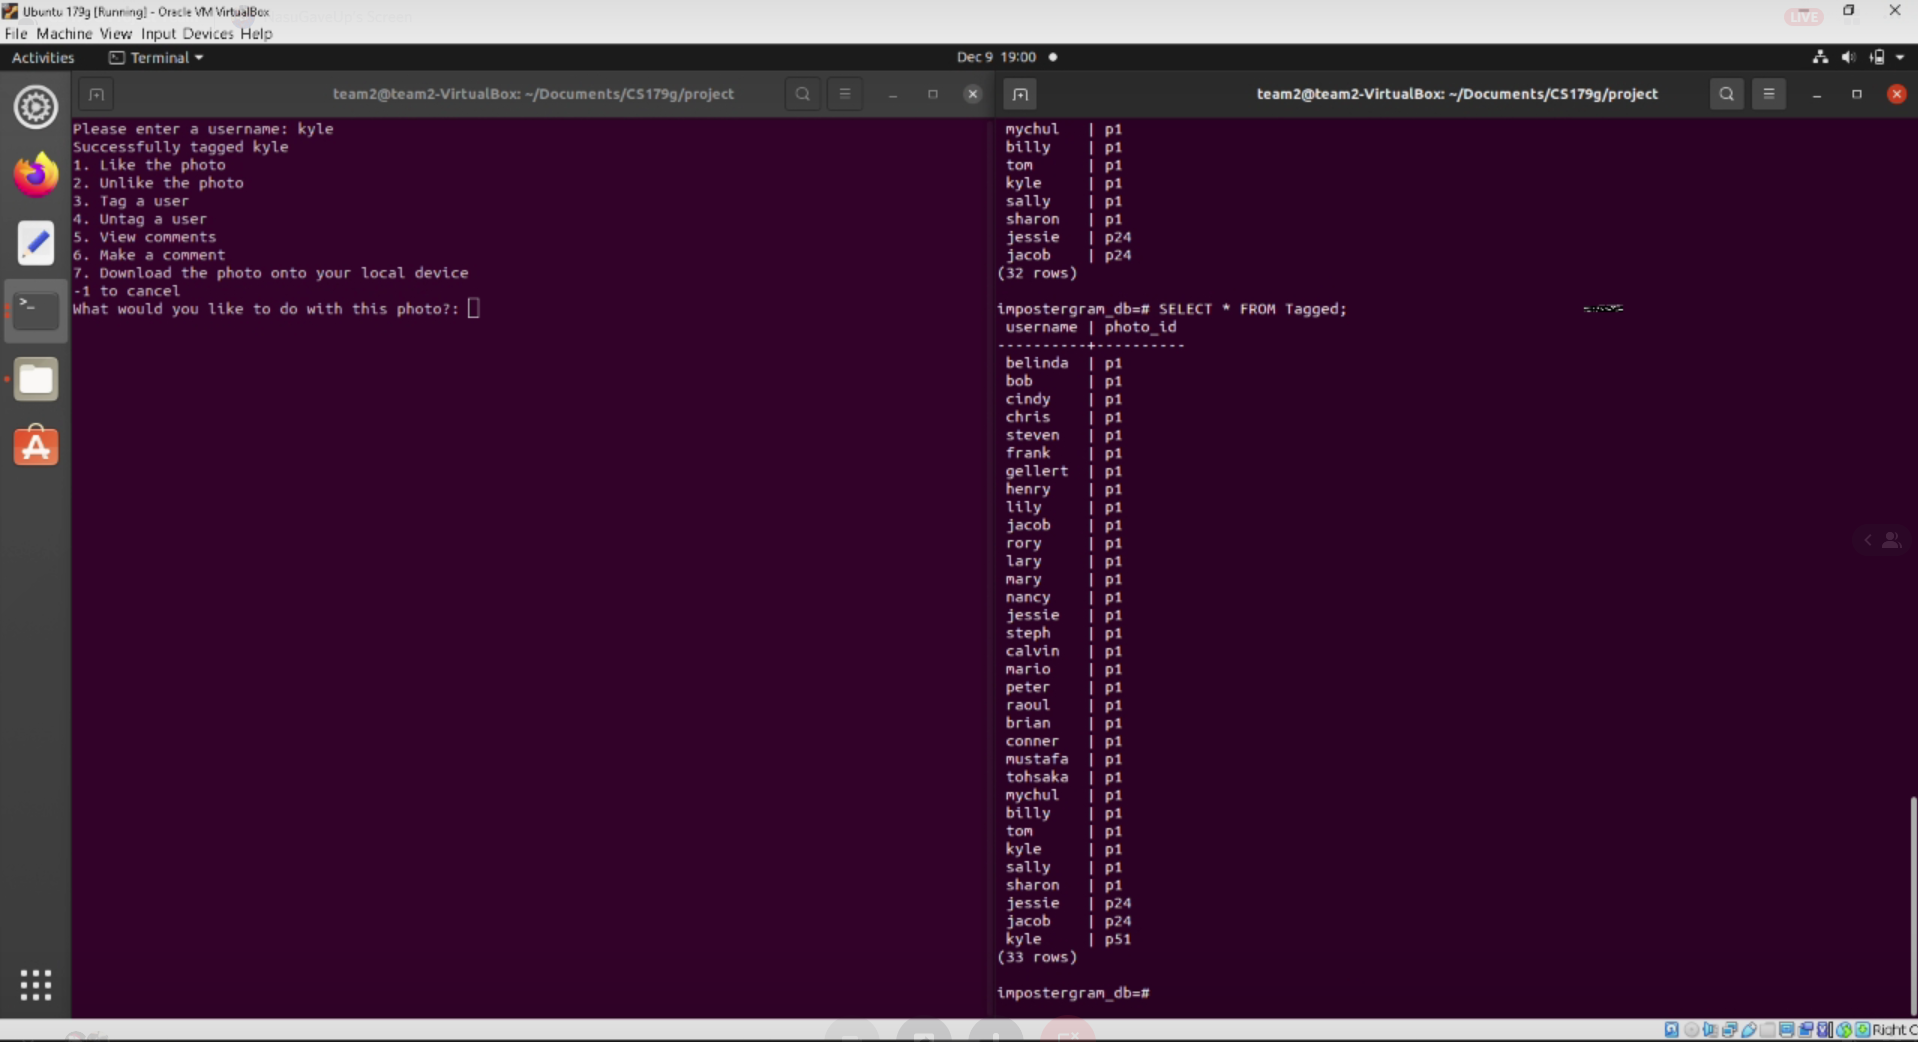 Ubuntu 179g [Running] - Oracle VM VirtualBox
LIVE
File Machine View Input Devices Help
Activities
Terminal
Dec 9 19:00
team2@team2-VirtualBox: ~/Documents/CS179g/project
Please enter a username: kyle
Successfully tagged kyle
1. Like the photo
2. Unlike the photo
3. Tag a user
4. Untag a user
5. View comments
6. Make a comment
7. Download the photo onto your local device
-1 to cancel
What would you like to do with this photo?:
team2@team2-VirtualBox: ~/Documents/CS179g/project
mychul | p1
billy | p1
tom | p1
kyle | p1
sally | p1
sharon | p1
jessie | p24
jacob | p24
(32 rows)
impostergram_db=# SELECT * FROM Tagged;
username | photo_id
----------+----------
belinda | p1
bob | p1
cindy | p1
chris | p1
steven | p1
frank | p1
gellert | p1
henry | p1
lily | p1
jacob | p1
rory | p1
lary | p1
mary | p1
nancy | p1
jessie | p1
steph | p1
calvin | p1
mario | p1
peter | p1
raoul | p1
brian | p1
conner | p1
mustafa | p1
tohsaka | p1
mychul | p1
billy | p1
tom | p1
kyle | p1
sally | p1
sharon | p1
jessie | p24
jacob | p24
kyle | p51
(33 rows)
impostergram_db=#
Right C